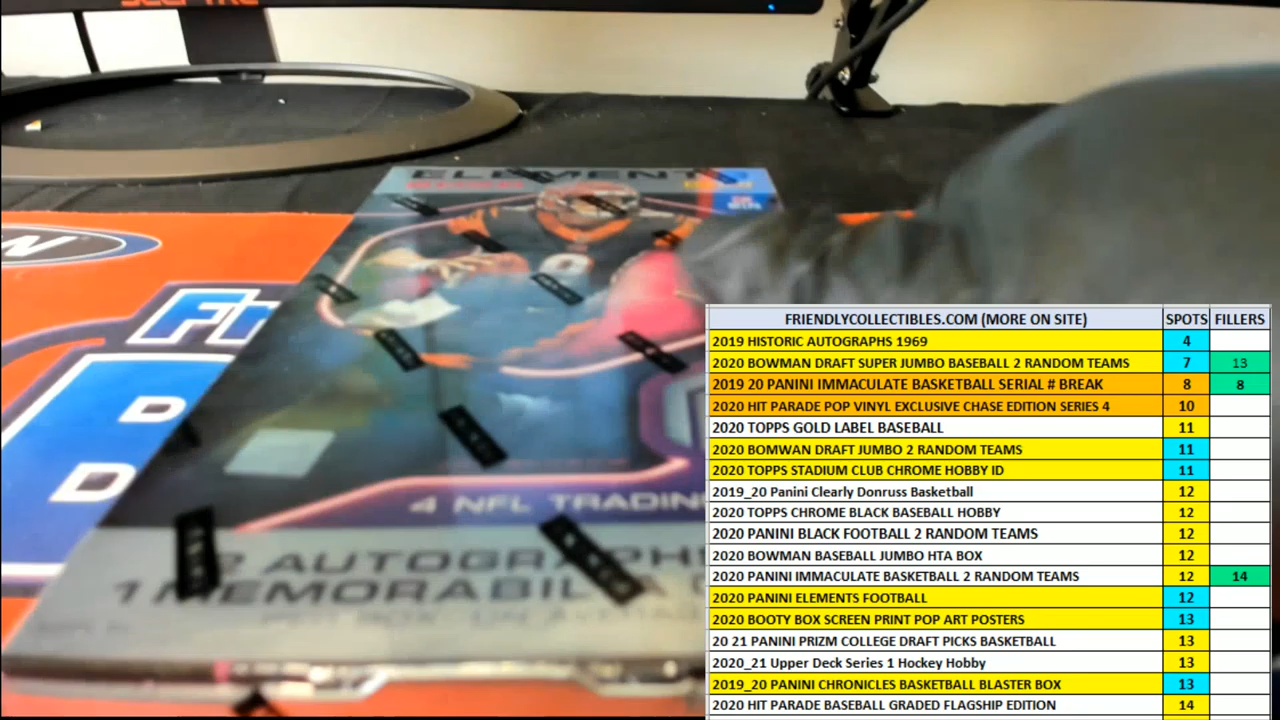 ELEMENTS
4 NFL TRADIN
2 AUTOGRAPHS
1 MEMORABILIA
FRIENDLYCOLLECTIBLES.COM (MORE ON SITE) SPOTS FILLERS
2019 HISTORIC AUTOGRAPHS 1969 4
2020 BOWMAN DRAFT SUPER JUMBO BASEBALL 2 RANDOM TEAMS 7 13
2019 20 PANINI IMMACULATE BASKETBALL SERIAL # BREAK 8 8
2020 HIT PARADE POP VINYL EXCLUSIVE CHASE EDITION SERIES 4 10
2020 TOPPS GOLD LABEL BASEBALL 11
2020 BOMWAN DRAFT JUMBO 2 RANDOM TEAMS 11
2020 TOPPS STADIUM CLUB CHROME HOBBY ID 11
2019_20 Panini Clearly Donruss Basketball 12
2020 TOPPS CHROME BLACK BASEBALL HOBBY 12
2020 PANINI BLACK FOOTBALL 2 RANDOM TEAMS 12
2020 BOWMAN BASEBALL JUMBO HTA BOX 12
2020 PANINI IMMACULATE BASKETBALL 2 RANDOM TEAMS 12 14
2020 PANINI ELEMENTS FOOTBALL 12
2020 BOOTY BOX SCREEN PRINT POP ART POSTERS 13
20 21 PANINI PRIZM COLLEGE DRAFT PICKS BASKETBALL 13
2020_21 Upper Deck Series 1 Hockey Hobby 13
2019_20 PANINI CHRONICLES BASKETBALL BLASTER BOX 13
2020 HIT PARADE BASEBALL GRADED FLAGSHIP EDITION 14